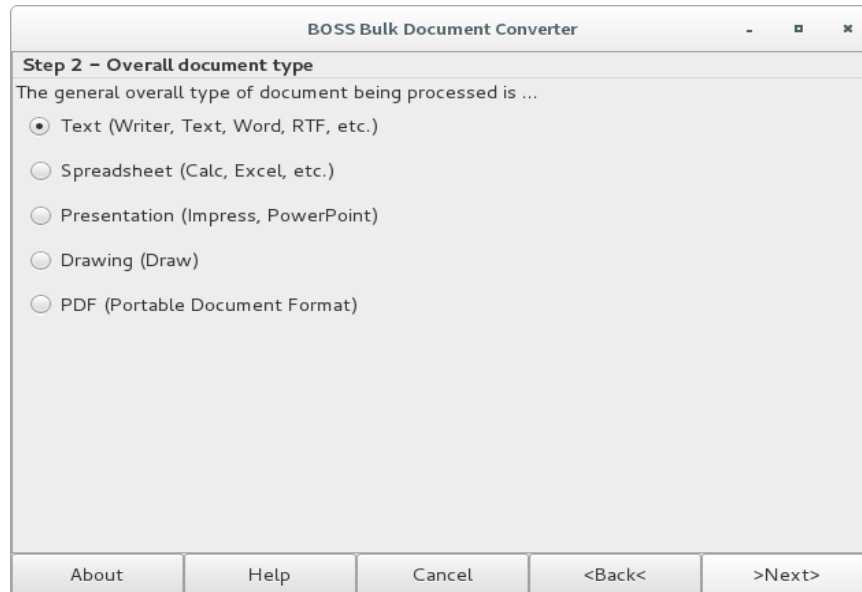 BOSS Bulk Document Converter
Step 2 – Overall document type
The general overall type of document being processed is ...
Text (Writer, Text, Word, RTF, etc.)
Spreadsheet (Calc, Excel, etc.)
Presentation (Impress, PowerPoint)
Drawing (Draw)
PDF (Portable Document Format)
About Help Cancel <Back< >Next>